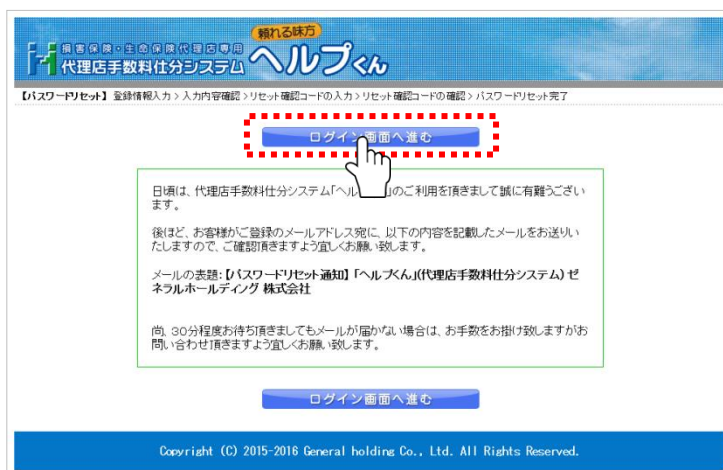 頼れる味方
損害保険・生命保険代理店専用
代理店手数料仕分システム ヘルプくん
【パスワードリセット】 登録情報入力 > 入力内容確認 > リセット確認コードの入力 > リセット確認コードの確認 > パスワードリセット完了
ログイン画面へ進む
日頃は、代理店手数料仕分システム「ヘル 」のご利用を頂きまして誠に有難うござい
ます。
後ほど、お客様がご登録のメールアドレス宛に、以下の内容を記載したメールをお送りい
たしますので、ご確認頂きますよう宜しくお願い致します。
メールの表題:【パスワードリセット通知】「ヘルプくん」(代理店手数料仕分システム) ゼ
ネラルホールディング 株式会社
尚、30分程度お待ち頂きましてもメールが届かない場合は、お手数をお掛け致しますがお
問い合わせ頂きますよう宜しくお願い致します。
ログイン画面へ進む
Copyright (C) 2015-2016 General holding Co., Ltd. All Rights Reserved.